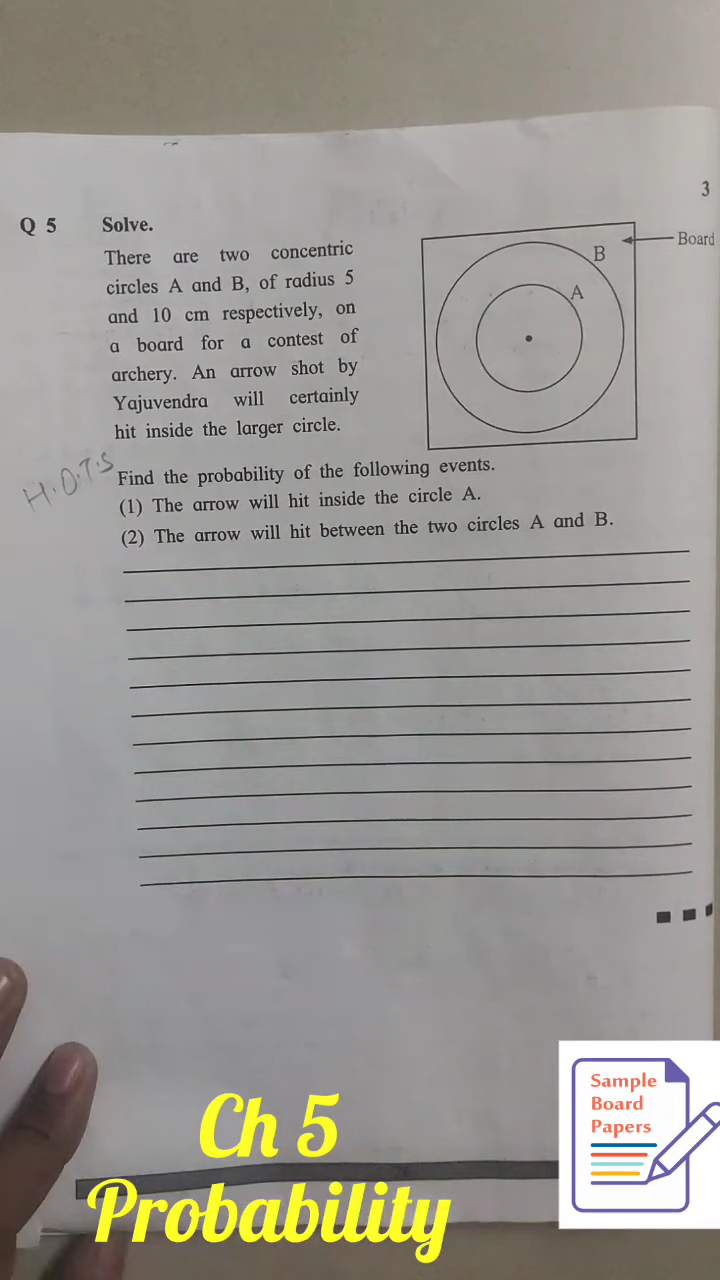 3
Q 5 Solve.
There are two concentric
circles A and B, of radius 5
and 10 cm respectively, on
a board for a contest of
archery. An arrow shot by
Yajuvendra will certainly
hit inside the larger circle.
B
A
Board
H.O.T.S
Find the probability of the following events.
(1) The arrow will hit inside the circle A.
(2) The arrow will hit between the two circles A and B.
Sample
Board
Papers
Ch 5
Probability